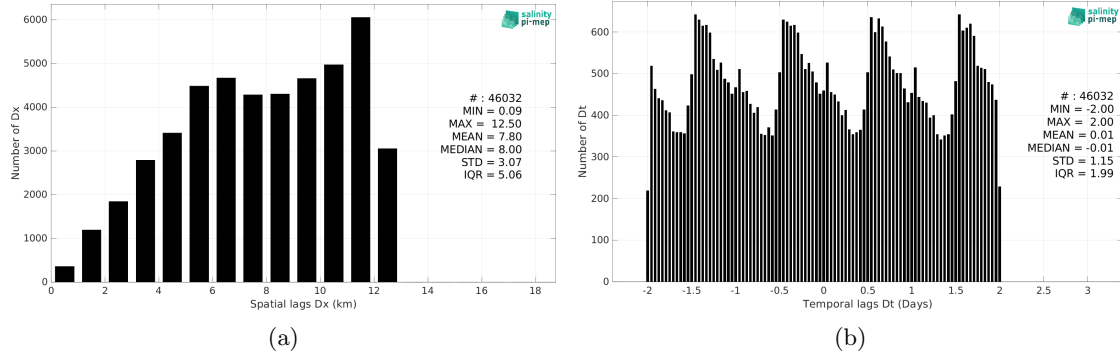 6000
5000
4000
3000
2000
1000
0
Number of Dx
0 2 4 6 8 10 12 14 16 18
Spatial lags Dx (km)
salinity
pi-mep
# : 46032
MIN = 0.09
MAX = 12.50
MEAN = 7.80
MEDIAN = 8.00
STD = 3.07
IQR = 5.06
(a)
600
500
400
300
200
100
0
Number of Dt
-2 -1.5 -1 -0.5 0 0.5 1 1.5 2 2.5 3
Temporal lags Dt (Days)
salinity
pi-mep
# : 46032
MIN = -2.00
MAX = 2.00
MEAN = 0.01
MEDIAN = -0.01
STD = 1.15
IQR = 1.99
(b)